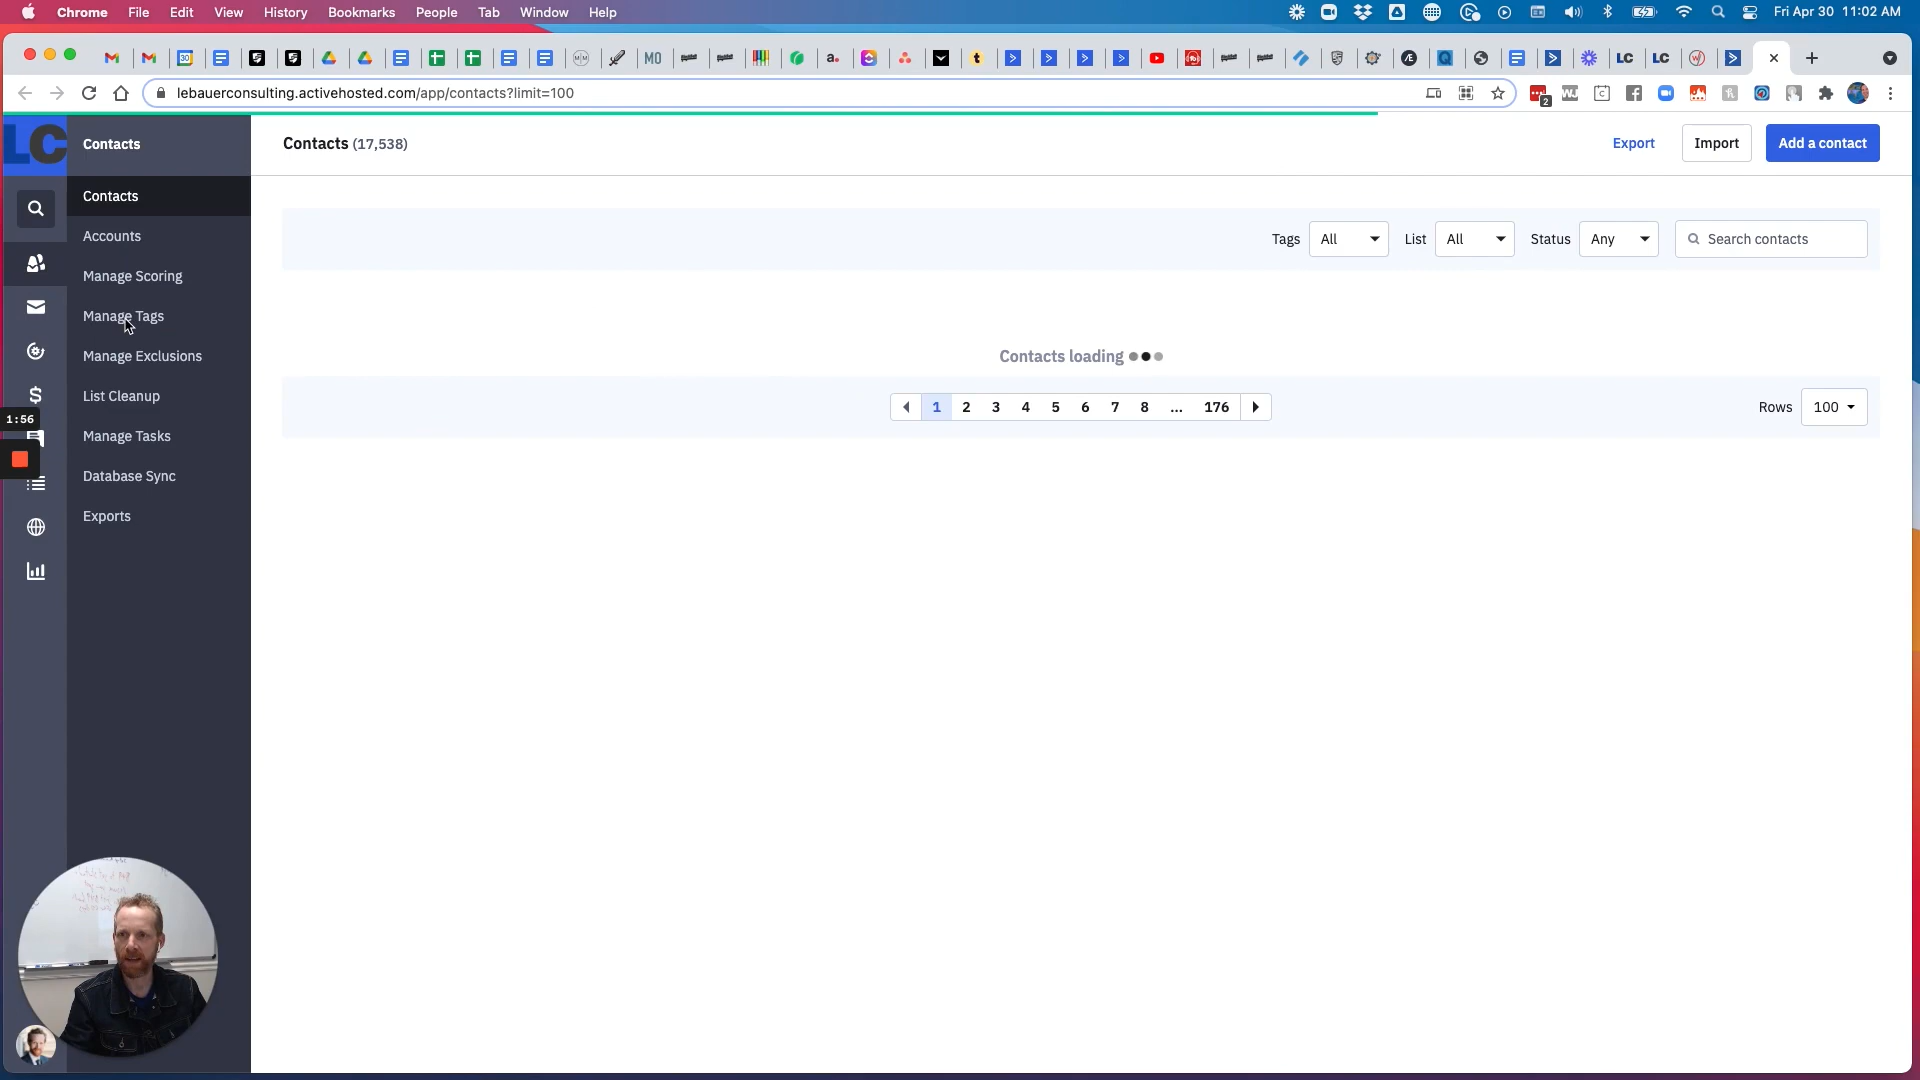 Chrome File Edit View History Bookmarks People Tab Window Help Fri Apr 30 11:02 AM
lebauerconsulting.activehosted.com/app/contacts?limit=100
LC Contacts
Contacts (17,538) Export Import Add a contact
Contacts
Accounts
Manage Scoring
Manage Tags
Manage Exclusions
List Cleanup
Manage Tasks
Database Sync
Exports
1:56
Tags All List All Status Any Search contacts
Contacts loading
1 2 3 4 5 6 7 8 ... 176 Rows 100